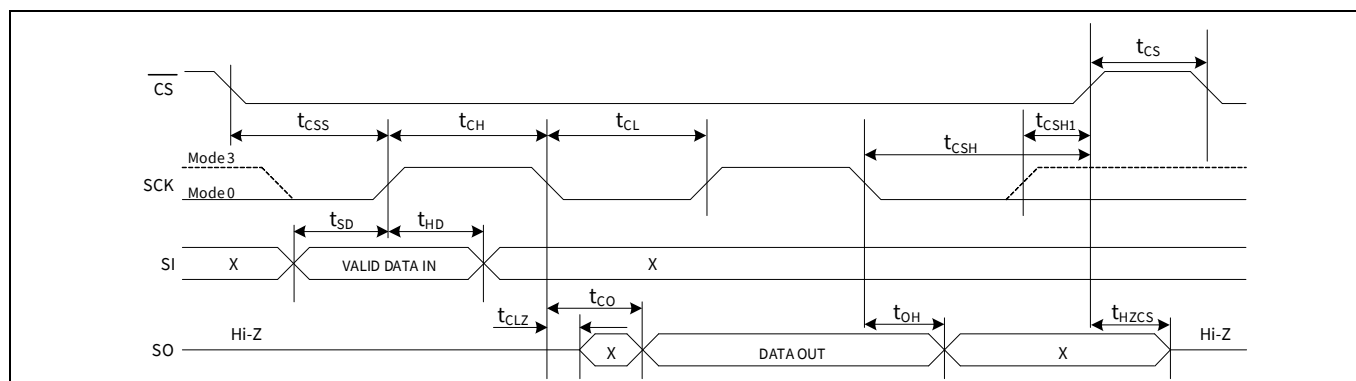 tCS
CS
tCSS tCH tCL tCSH1
tCSH
Mode 3
SCK
Mode 0
tSD tHD
SI X VALID DATA IN X
tCO
tCLZ tOH tHZCS
Hi-Z Hi-Z
SO X DATA OUT X